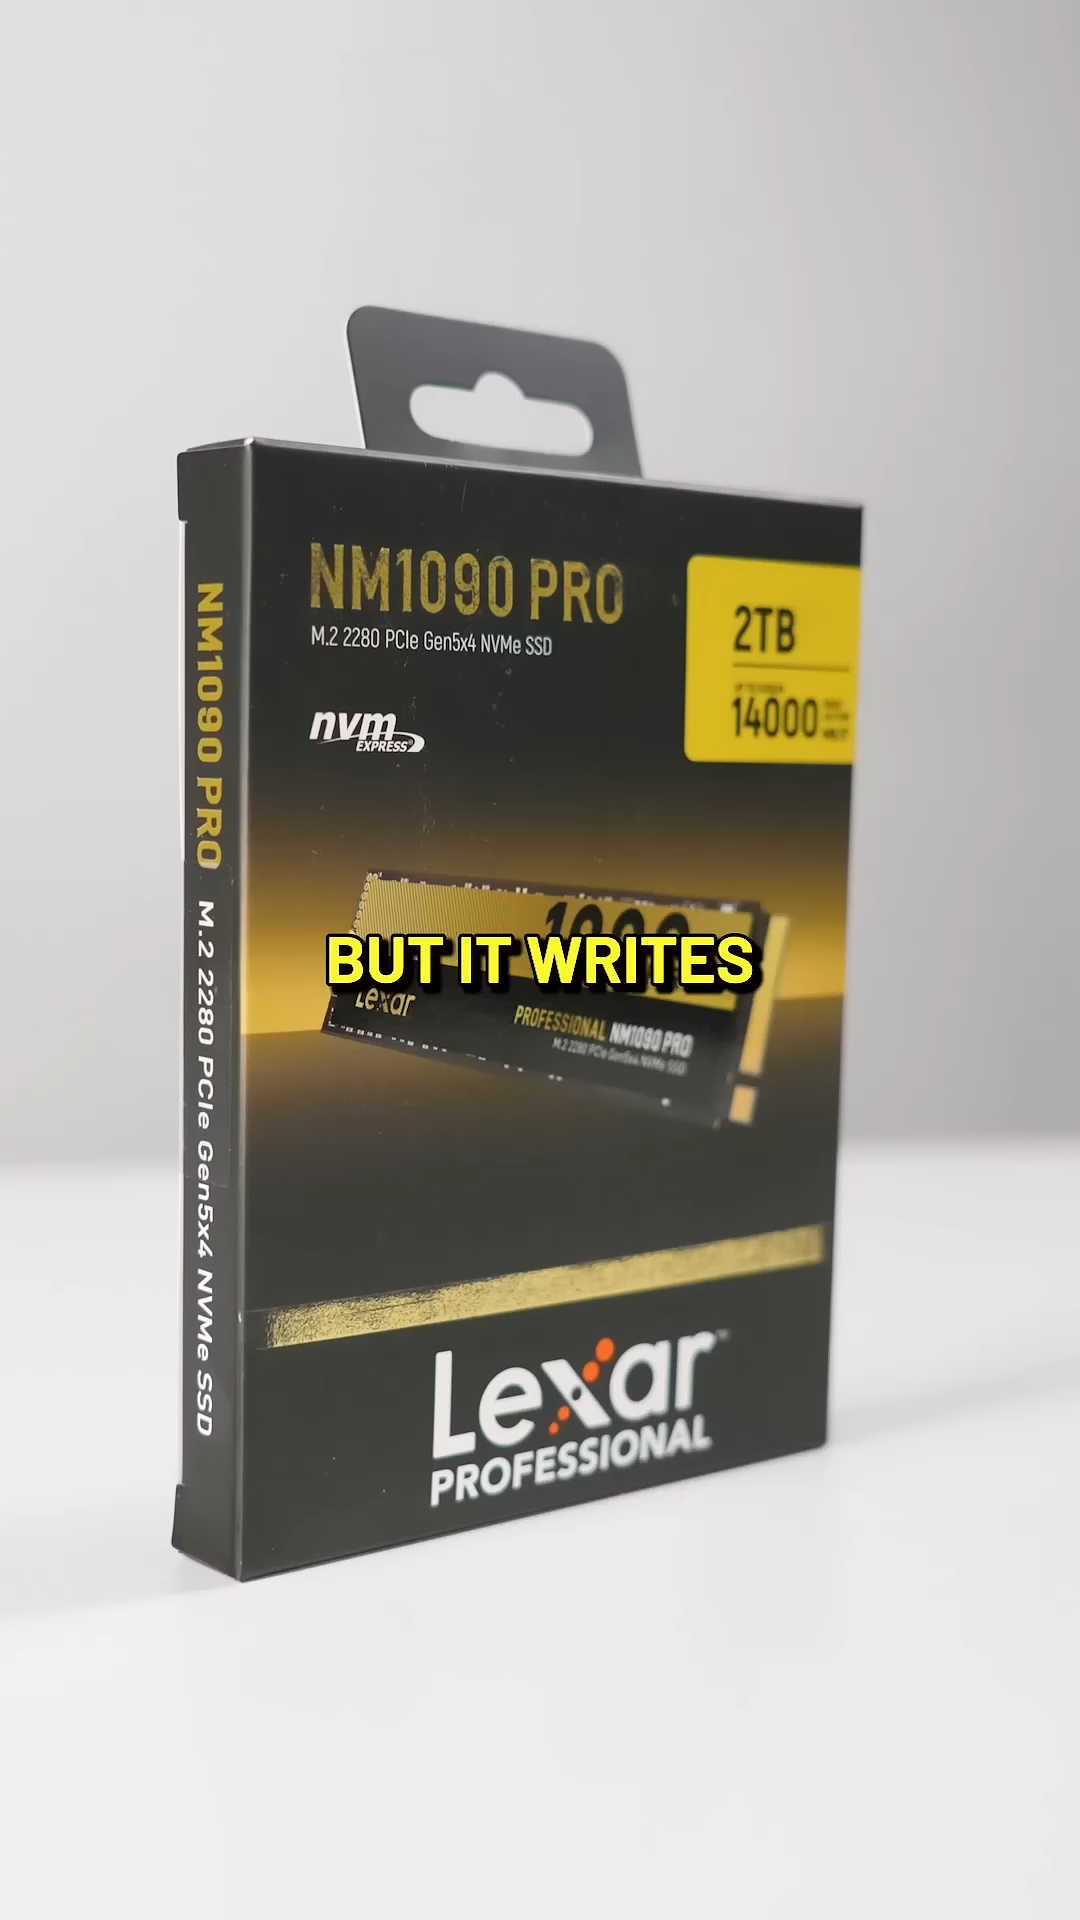 NM1090 PRO
M.2 2280 PCIe Gen5x4 NVMe SSD
2TB
14000
nvm
EXPRESS®
NM1090 PRO M.2 2280 PCIe Gen5x4 NVMe SSD
BUT IT WRITES
Lexar
PROFESSIONAL NM1090 PRO
M.2 2280 PCIe Gen5x4 NVMe SSD
Lexar™
PROFESSIONAL